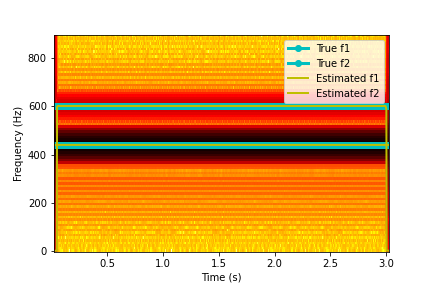 800
600
400
200
0
Frequency (Hz)
True f1
True f2
Estimated f1
Estimated f2
0.5 1.0 1.5 2.0 2.5 3.0
Time (s)